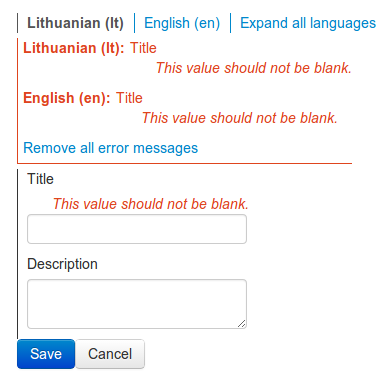 Lithuanian (lt) English (en) Expand all languages
Lithuanian (lt): Title
This value should not be blank.
English (en): Title
This value should not be blank.
Remove all error messages
Title
This value should not be blank.
Description
Save Cancel